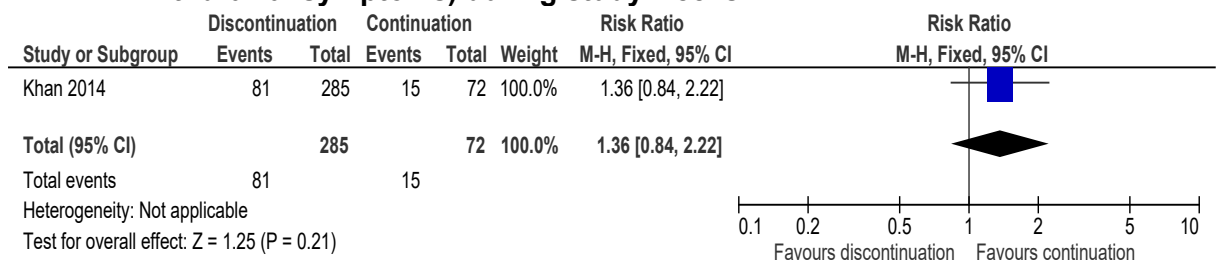 Discontinuation Continuation Risk Ratio Risk Ratio
Study or Subgroup Events Total Events Total Weight M-H, Fixed, 95% CI M-H, Fixed, 95% CI
Khan 2014 81 285 15 72 100.0% 1.36 [0.84, 2.22]
Total (95% CI) 285 72 100.0% 1.36 [0.84, 2.22]
Total events 81 15
Heterogeneity: Not applicable
Test for overall effect: Z = 1.25 (P = 0.21)
0.1 0.2 0.5 1 2 5 10
Favours discontinuation Favours continuation